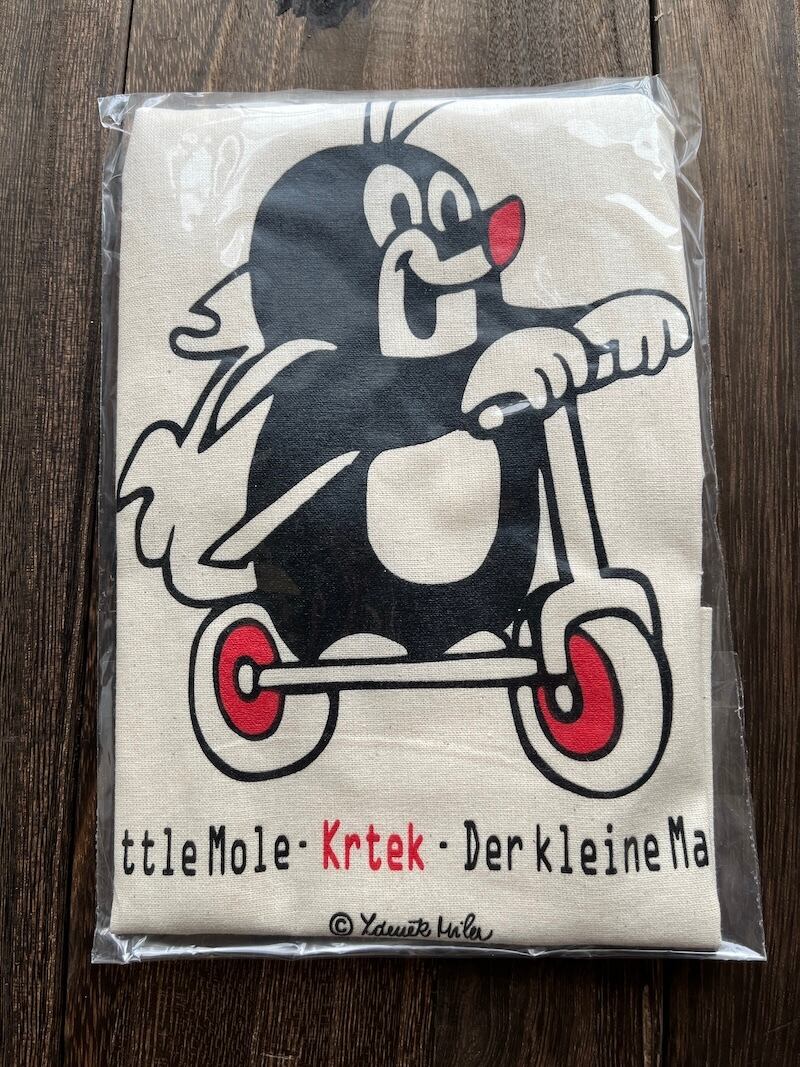 ttle Mole · Krtek · Der kleine Ma
© Zdeněk Miler